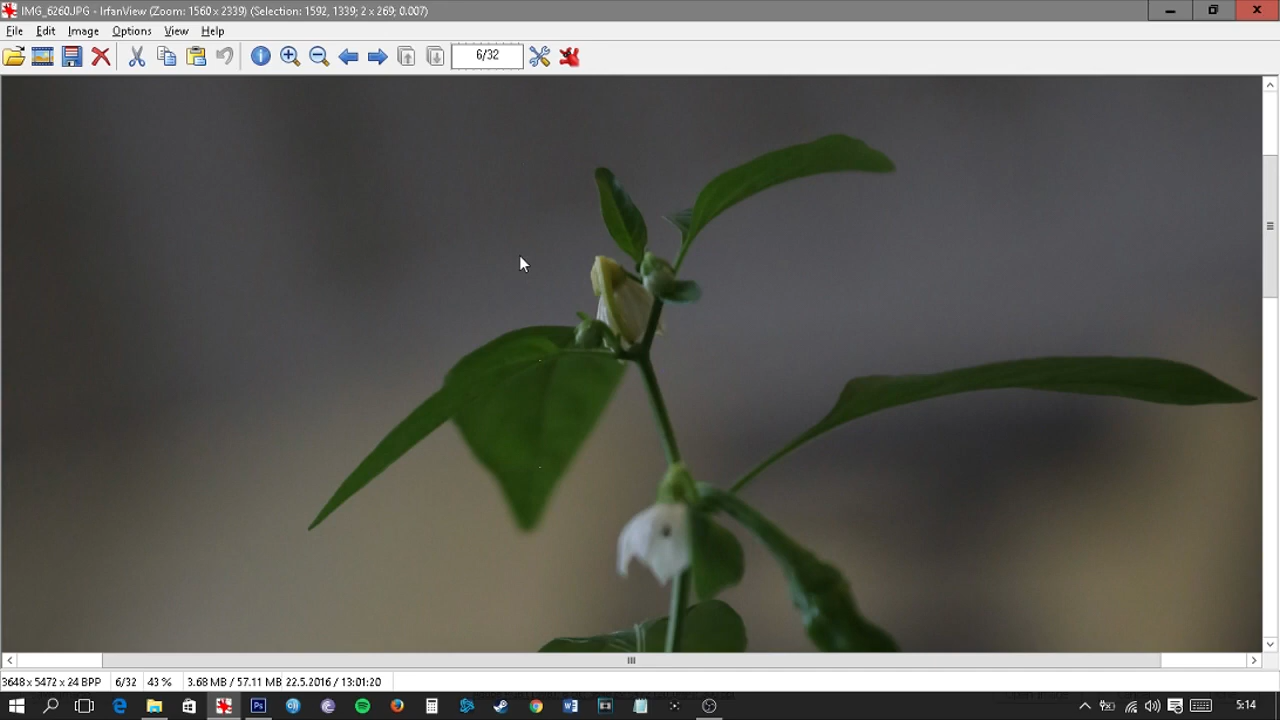 IMG_6260.JPG - IrfanView (Zoom: 1560 x 2339) (Selection: 1592, 1339; 2 x 269; 0.007)
File Edit Image Options View Help
6/32
3648 x 5472 x 24 BPP 6/32 43 % 3.68 MB / 57.11 MB 22.5.2016 / 13:01:20
5:14